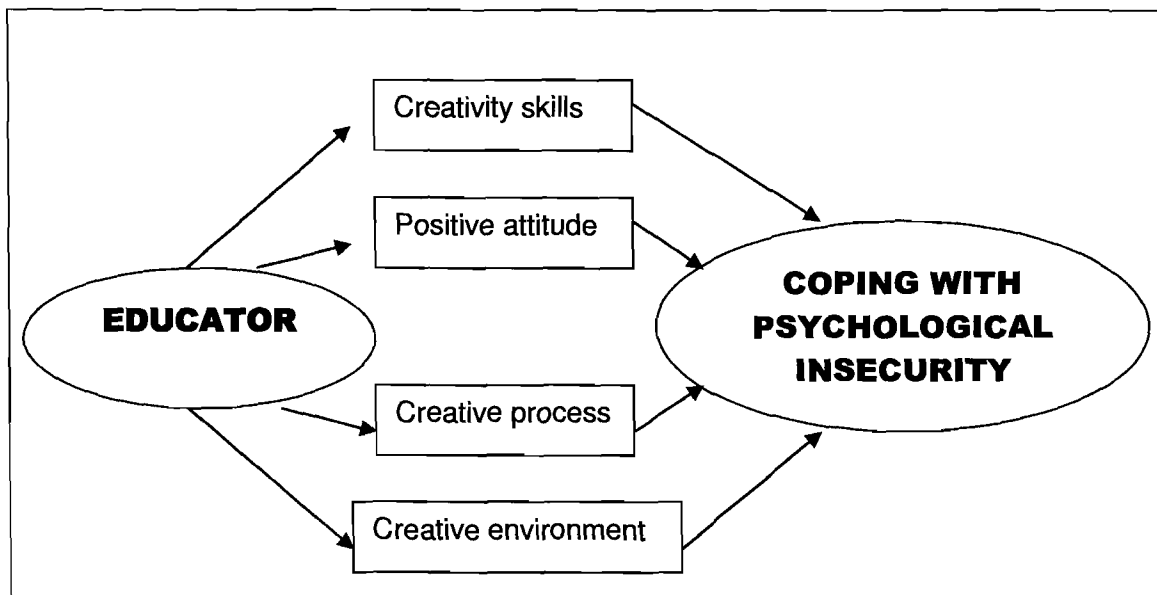 Creativity skills
Positive attitude
EDUCATOR
COPING WITH
PSYCHOLOGICAL
INSECURITY
Creative process
Creative environment